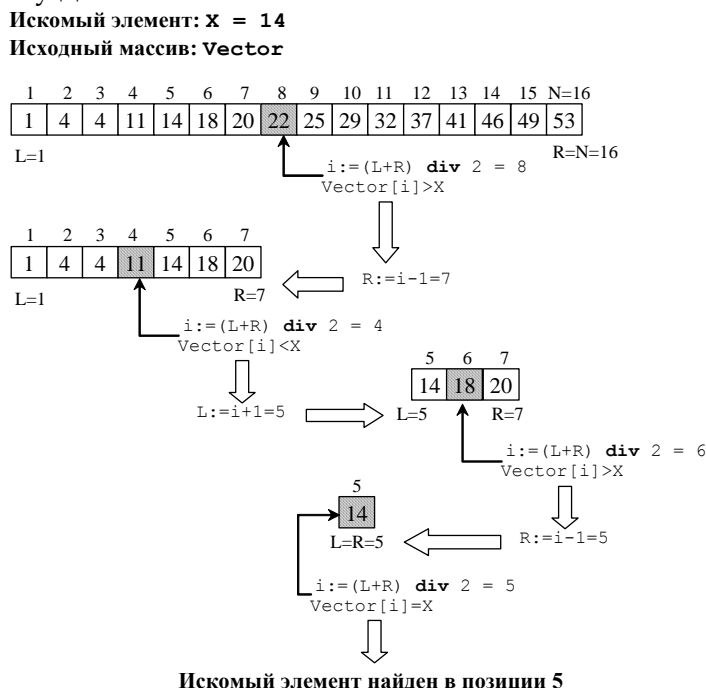 Искомый элемент: X = 14
Исходный массив: Vector
1 2 3 4 5 6 7 8 9 10 11 12 13 14 15 N=16
1 4 4 11 14 18 20 22 25 29 32 37 41 46 49 53
L=1 R=N=16
i:=(L+R) div 2 = 8
Vector[i]>X
1 2 3 4 5 6 7
1 4 4 11 14 18 20
R:=i-1=7
L=1 R=7
i:=(L+R) div 2 = 4
Vector[i]<X
5 6 7
14 18 20
L:=i+1=5
L=5 R=7
i:=(L+R) div 2 = 6
Vector[i]>X
5
14
L=R=5
R:=i-1=5
i:=(L+R) div 2 = 5
Vector[i]=X
Искомый элемент найден в позиции 5